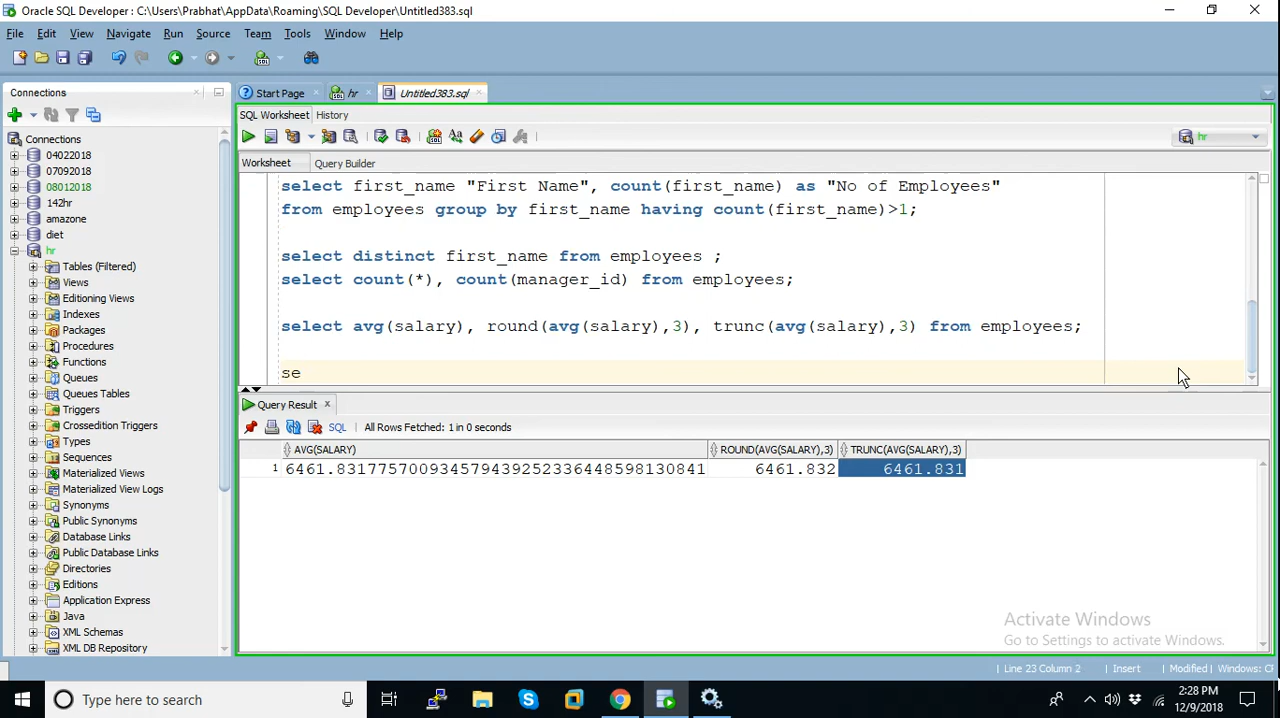 Oracle SQL Developer : C:\Users\Prabhat\AppData\Roaming\SQL Developer\Untitled383.sql
File Edit View Navigate Run Source Team Tools Window Help
Connections
Start Page hr Untitled383.sql
SQL Worksheet History
hr
Worksheet Query Builder
Connections
04022018
07092018
08012018
142hr
amazone
diet
hr
Tables (Filtered)
Views
Editioning Views
Indexes
Packages
Procedures
Functions
Queues
Queues Tables
Triggers
Crossedition Triggers
Types
Sequences
Materialized Views
Materialized View Logs
Synonyms
Public Synonyms
Database Links
Public Database Links
Directories
Editions
Application Express
Java
XML Schemas
XML DB Repository
select first_name "First Name", count(first_name) as "No of Employees"
from employees group by first_name having count(first_name)>1;
select distinct first_name from employees ;
select count(*), count(manager_id) from employees;
select avg(salary), round(avg(salary),3), trunc(avg(salary),3) from employees;
se
Query Result x
SQL All Rows Fetched: 1 in 0 seconds
AVG(SALARY) ROUND(AVG(SALARY),3) TRUNC(AVG(SALARY),3)
1 6461.83177570093457943925233644859813084​1 6461.832 6461.831
Activate Windows
Go to Settings to activate Windows.
Line 23 Column 2 Insert Modified Windows: CR
Type here to search
2:28 PM
12/9/2018